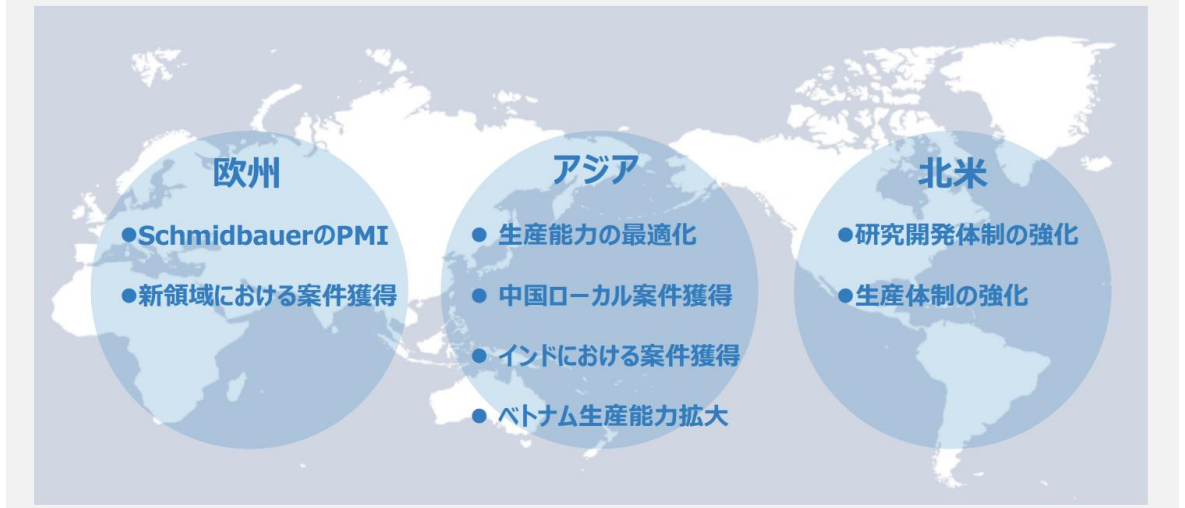 欧州
●SchmidbauerのPMI
●新領域における案件獲得
アジア
● 生産能力の最適化
● 中国ローカル案件獲得
● インドにおける案件獲得
● ベトナム生産能力拡大
北米
●研究開発体制の強化
●生産体制の強化